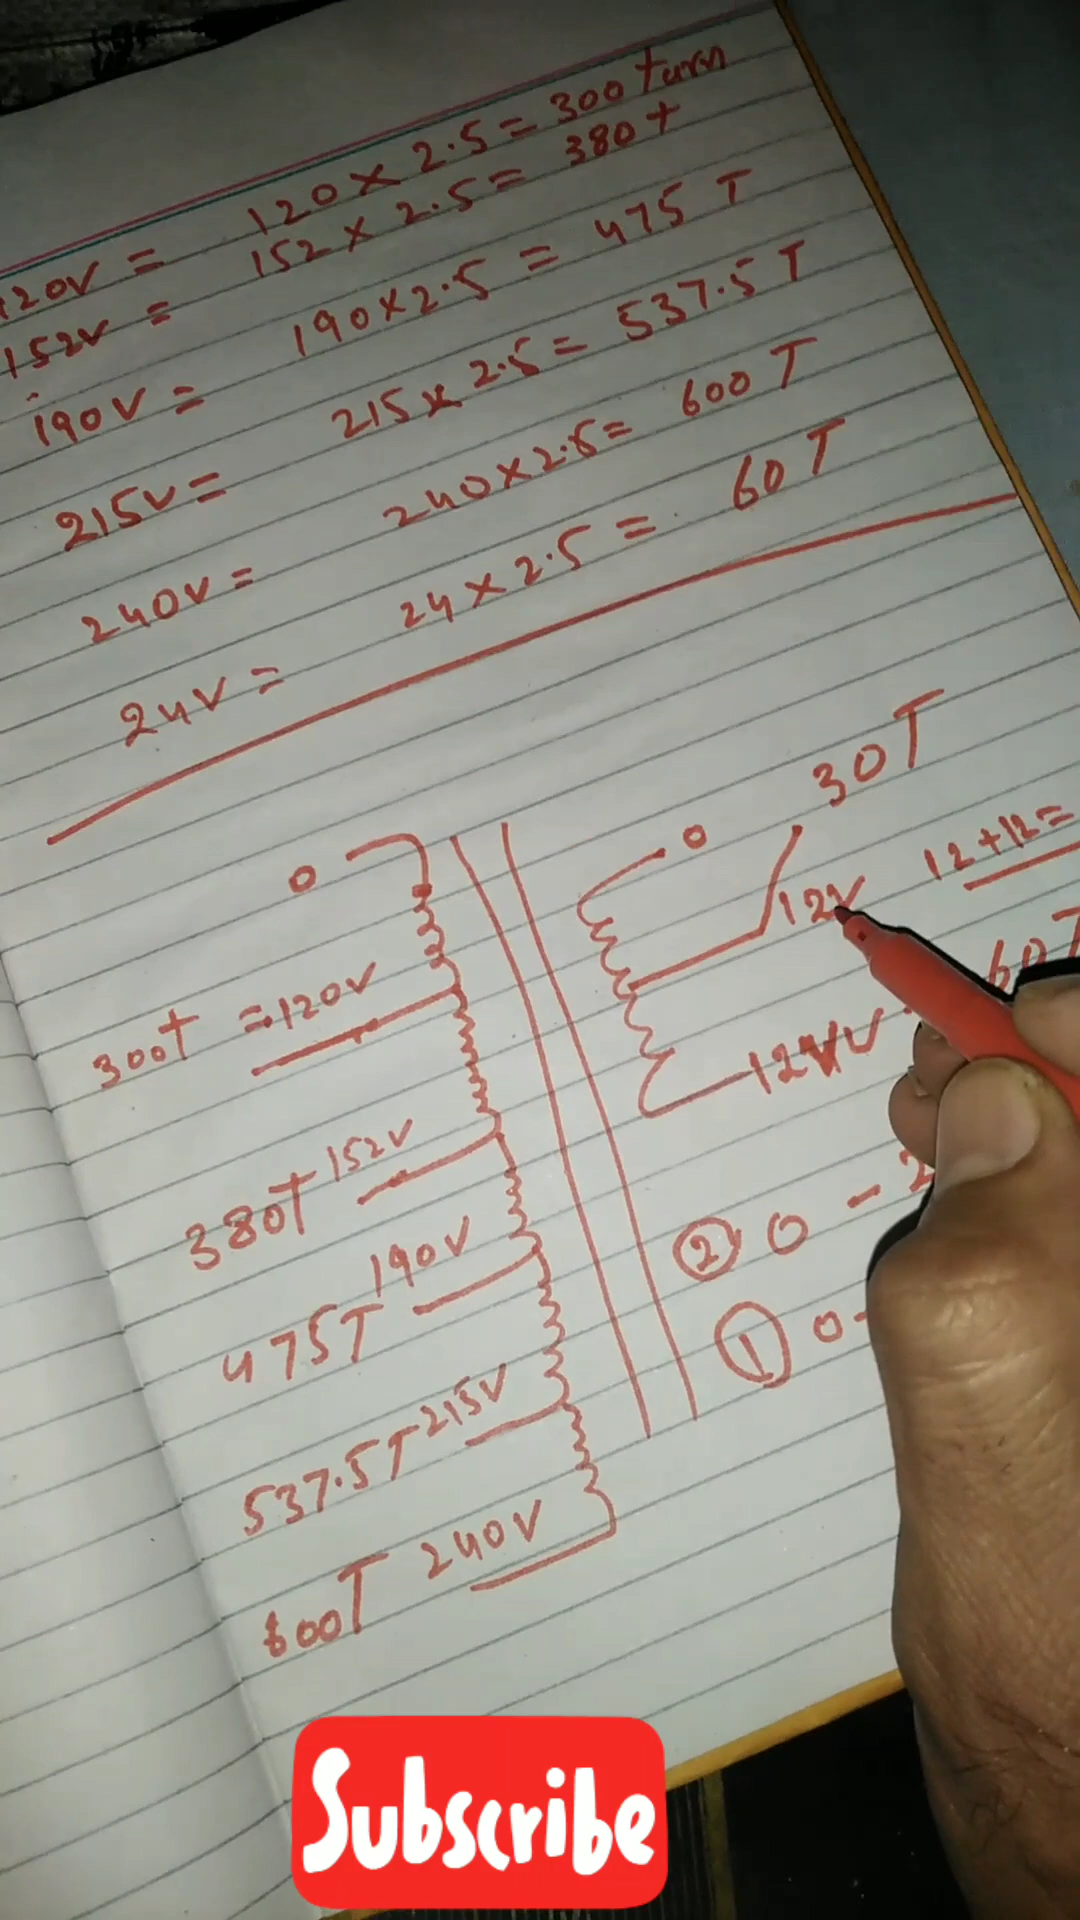 120V = 120 x 2.5 = 300 turn
152V = 152 x 2.5 = 380 t
190V = 190 x 2.5 = 475 T
215V = 215 x 2.5 = 537.5 T
240V = 240 x 2.5 = 600 T
24V = 24 x 2.5 = 60 T
30T
0
0
12V
12+12=
300T = 120V
60T
12V
380T 152V
② 0 - 2
475T 190V
① 0-
537.5T 215V
600T 240V
Subscribe